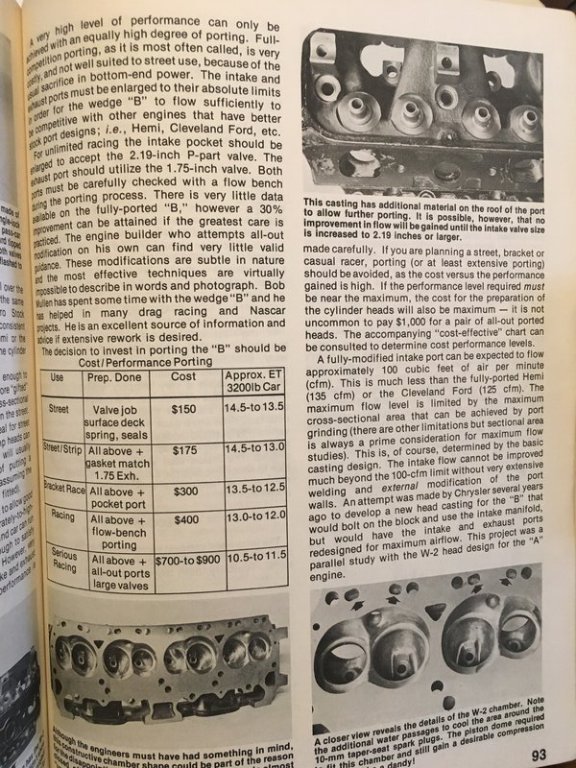 A very high level of performance can only be
achieved with an equally high degree of porting. Full-
competition porting, as it is most often called, is very
costly, and not well suited to street use, because of the
usual sacrifice in bottom-end power. The intake and
exhaust ports must be enlarged to their absolute limits
in order for the wedge "B" to flow sufficiently to
be competitive with other engines that have better
stock port designs; i.e., Hemi, Cleveland Ford, etc.
For unlimited racing the intake pocket should be
enlarged to accept the 2.19-inch P-part valve. The
exhaust port should utilize the 1.75-inch valve. Both
ports must be carefully checked with a flow bench
during the porting process. There is very little data
available on the fully-ported "B," however a 30%
improvement can be attained if the greatest care is
practiced. The engine builder who attempts all-out
modification on his own can find very little valid
guidance. These modifications are subtle in nature
and the most effective techniques are virtually
impossible to describe in words and photograph. Bob
Mullen has spent some time with the wedge "B" and he
has helped in many drag racing and Nascar
projects. He is an excellent source of information and
advice if extensive rework is desired.
The decision to invest in porting the "B" should be
Cost/Performance Porting
Use Prep. Done Cost Approx. ET
3200lb Car
Street Valve job $150 14.5-to 13.5
surface deck
spring, seals
Street/Strip All above + $175 14.5-to 13.0
gasket match
1.75 Exh.
Bracket Race All above + $300 13.5-to 12.5
pocket port
Racing All above + $400 13.0-to 12.0
flow-bench
porting
Serious All above + $700-to $900 10.5-to 11.5
Racing all-out ports
large valves
Although the engineers must have had something in mind,
constructive chamber shape could be part of the reason
This casting has additional material on the roof of the port
to allow further porting. It is possible, however, that no
improvement in flow will be gained until the intake valve size
is increased to 2.19 inches or larger.
made carefully. If you are planning a street, bracket or
casual racer, porting (or at least extensive porting)
should be avoided, as the cost versus the performance
gained is high. If the performance level required must
be near the maximum, the cost for the preparation of
the cylinder heads will also be maximum — it is not
uncommon to pay $1,000 for a pair of all-out ported
heads. The accompanying "cost-effective" chart can
be consulted to determine cost performance levels.
A fully-modified intake port can be expected to flow
approximately 100 cubic feet of air per minute
(cfm). This is much less than the fully-ported Hemi
(135 cfm) or the Cleveland Ford (125 cfm). The
maximum flow level is limited by the maximum
cross-sectional area that can be achieved by port
grinding (there are other limitations but sectional area
is always a prime consideration for maximum flow
studies). This is, of course, determined by the basic
casting design. The intake flow cannot be improved
much beyond the 100-cfm limit without very extensive
welding and external modification of the port
walls. An attempt was made by Chrysler several years
ago to develop a new head casting for the "B" that
would bolt on the block and use the intake manifold,
but would have the intake and exhaust ports
redesigned for maximum airflow. This project was a
parallel study with the W-2 head design for the "A"
engine.
A closer view reveals the details of the W-2 chamber. Note
the additional water passages to cool the area around the
10-mm taper-seat spark plugs. The piston dome required
to fit this chamber and still gain a desirable compression
dandy!
93